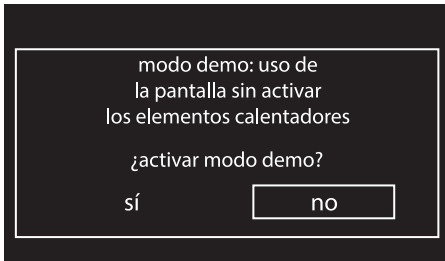 modo demo: uso de
la pantalla sin activar
los elementos calentadores
¿activar modo demo?
sí no